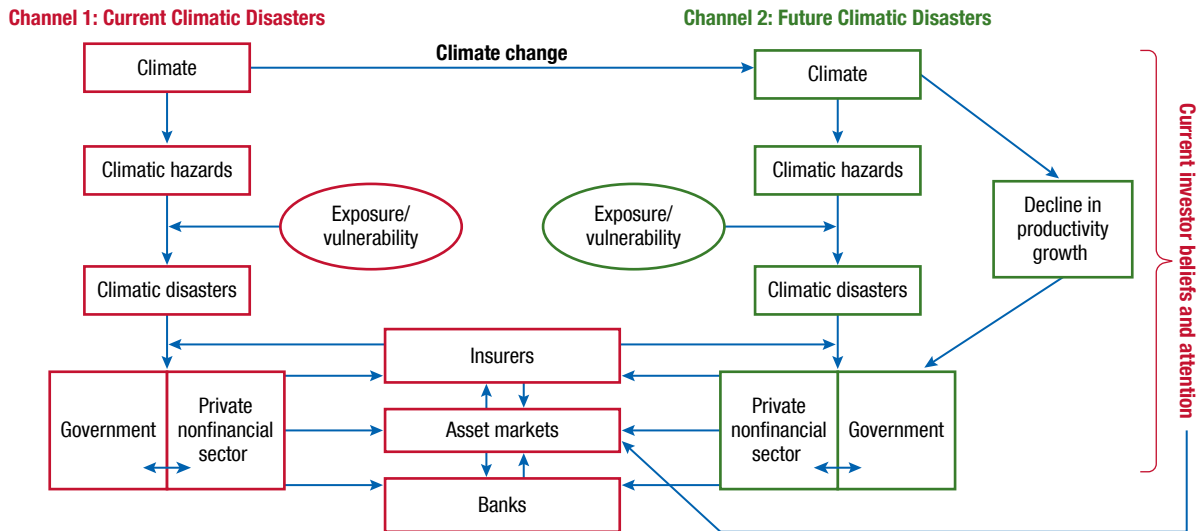 Channel 1: Current Climatic Disasters
Channel 2: Future Climatic Disasters
Climate
Climate change
Climate
Climatic hazards
Climatic hazards
Exposure/
vulnerability
Exposure/
vulnerability
Decline in
productivity
growth
Climatic disasters
Climatic disasters
Insurers
Government
Private
nonfinancial
sector
Asset markets
Private
nonfinancial
sector
Government
Banks
Current investor beliefs and attention